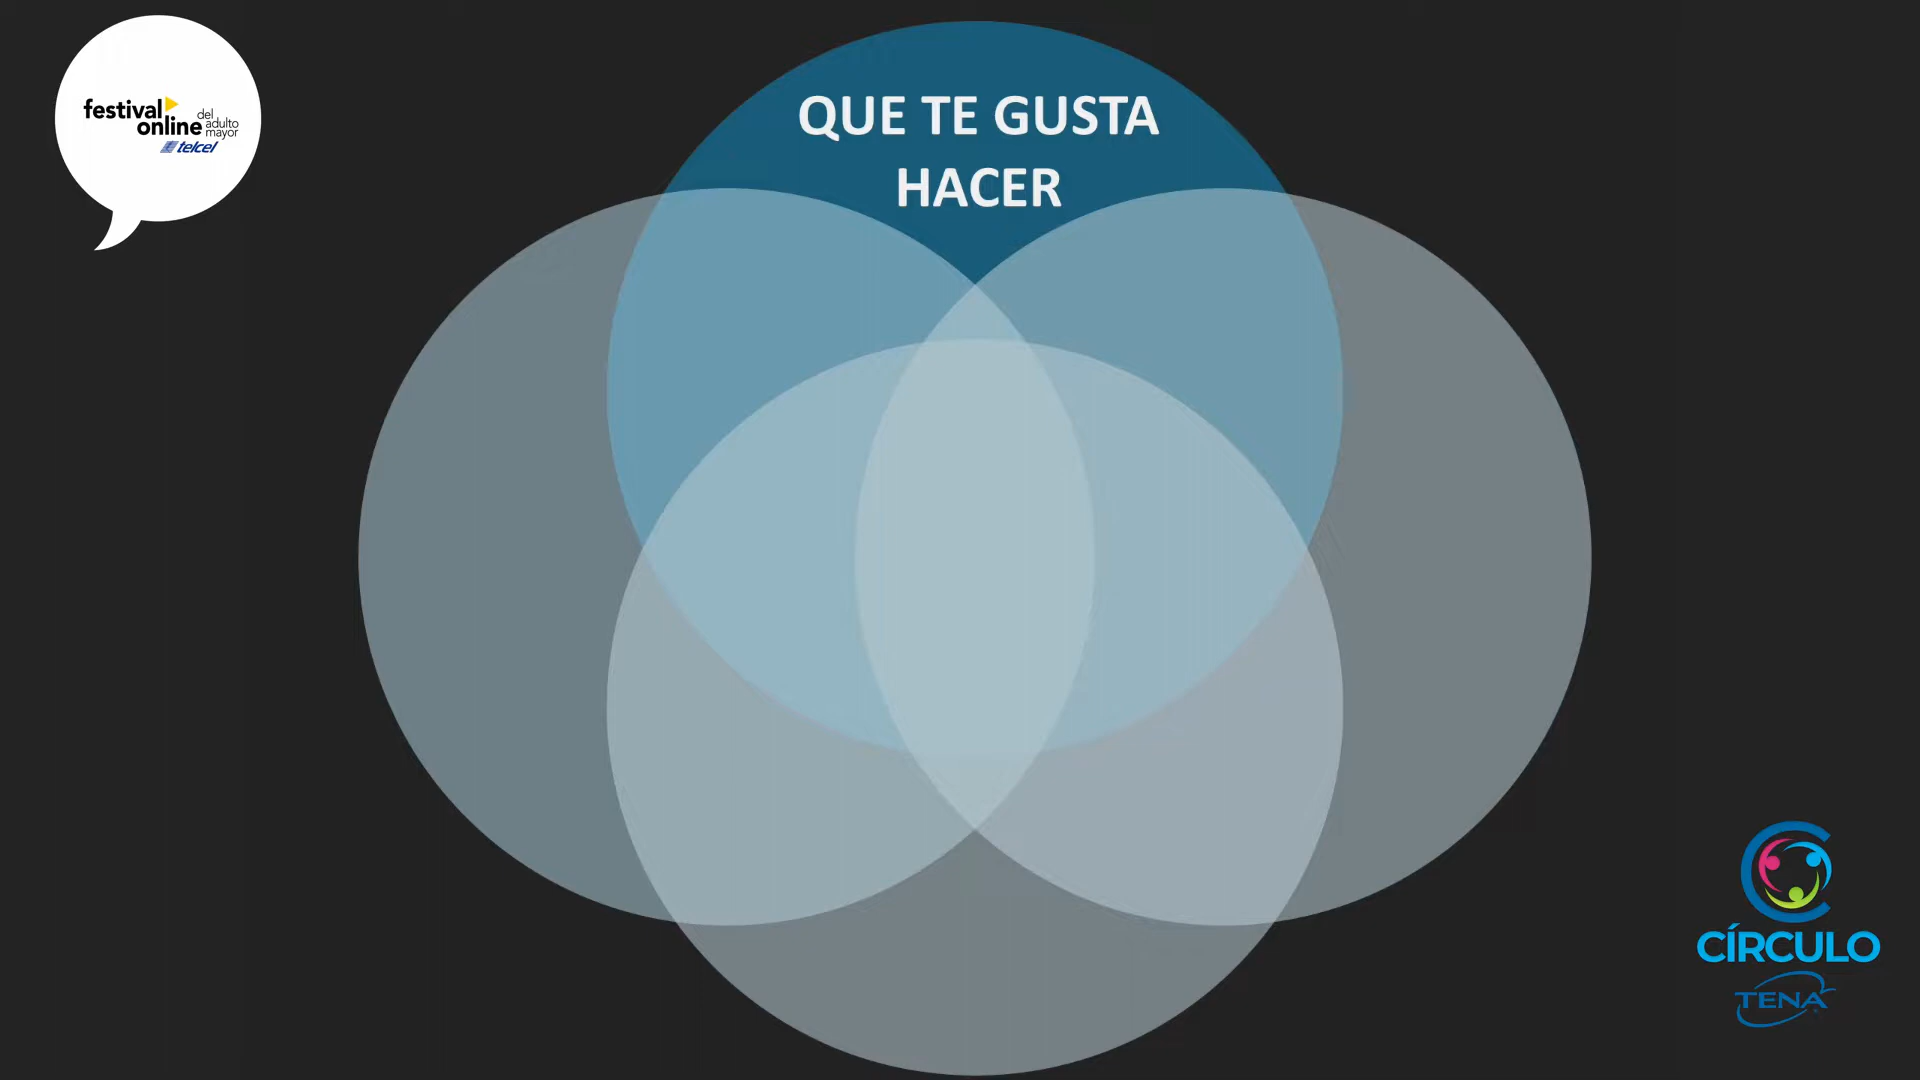 festival
online del adulto mayor
telcel
QUE TE GUSTA
HACER
CÍRCULO
TENA